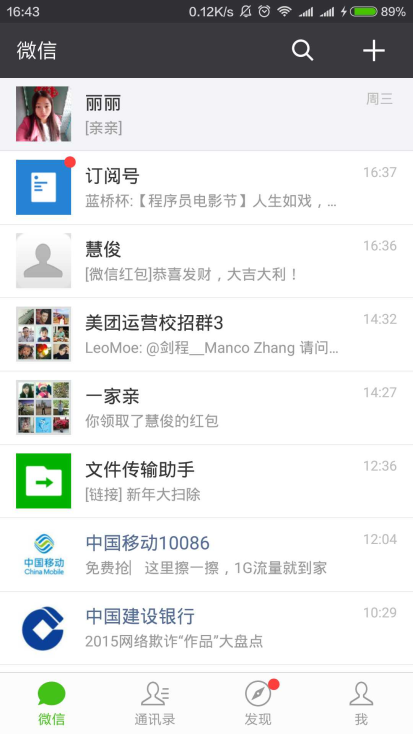 16:43 0.12K/s 89%
微信
丽丽 周三
[亲亲]
订阅号 16:37
蓝桥杯:【程序员电影节】人生如戏，...
慧俊 16:36
[微信红包]恭喜发财，大吉大利！
美团运营校招群3 14:32
LeoMoe: @剑程__Manco Zhang 请问...
一家亲 14:27
你领取了慧俊的红包
文件传输助手 12:36
[链接] 新年大扫除
中国移动
China Mobile
中国移动10086 12:04
免费抢| 这里擦一擦，1G流量就到家
中国建设银行 10:29
2015网络欺诈“作品”大盘点
微信 通讯录 发现 我